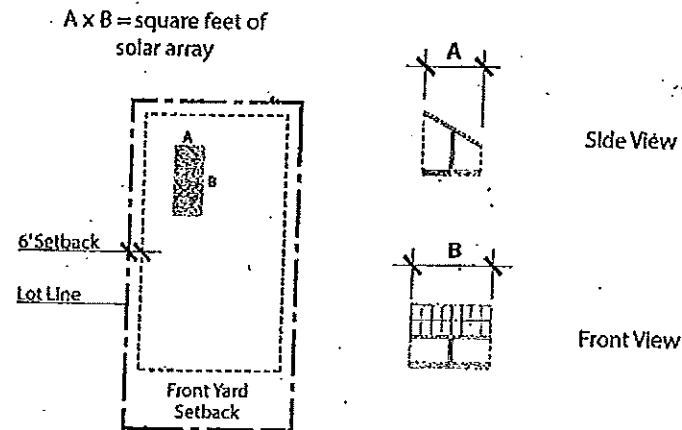 A x B = square feet of
solar array
A
B
6' Setback
Lot Line
Front Yard
Setback
A
Side View
B
Front View